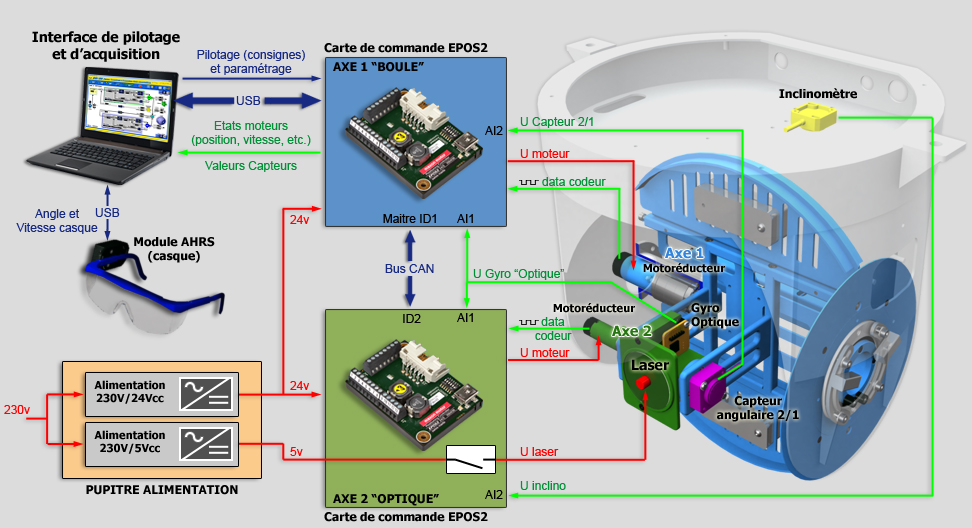 Interface de pilotage
et d'acquisition
Pilotage (consignes)
et paramétrage
USB
Etats moteurs
(position, vitesse, etc.)
Valeurs Capteurs
Angle et
Vitesse casque
USB
Module AHRS
(casque)
Carte de commande EPOS2
AXE 1 "BOULE"
AI2
Maitre ID1
AI1
24v
Bus CAN
U Capteur 2/1
U moteur
data codeur
U Gyro "Optique"
Inclinomètre
Axe 1
Motoréducteur
Gyro
Optique
Motoréducteur
Axe 2
Laser
Capteur
angulaire 2/1
ID2
AI1
data
codeur
U moteur
230v
Alimentation
230V/24Vcc
Alimentation
230V/5Vcc
PUPITRE ALIMENTATION
24v
5v
U laser
AI2
U inclino
AXE 2 "OPTIQUE"
Carte de commande EPOS2